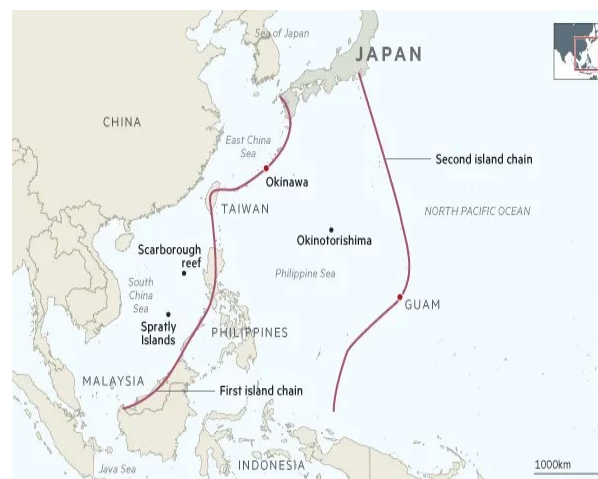 Sea of Japan
JAPAN
CHINA
East China
Sea
Second island chain
Okinawa
TAIWAN
NORTH PACIFIC OCEAN
Okinotorishima
Scarborough
reef
Philippine Sea
South
China
Sea
GUAM
Spratly
Islands
PHILIPPINES
MALAYSIA
First island chain
INDONESIA
Java Sea
1000km